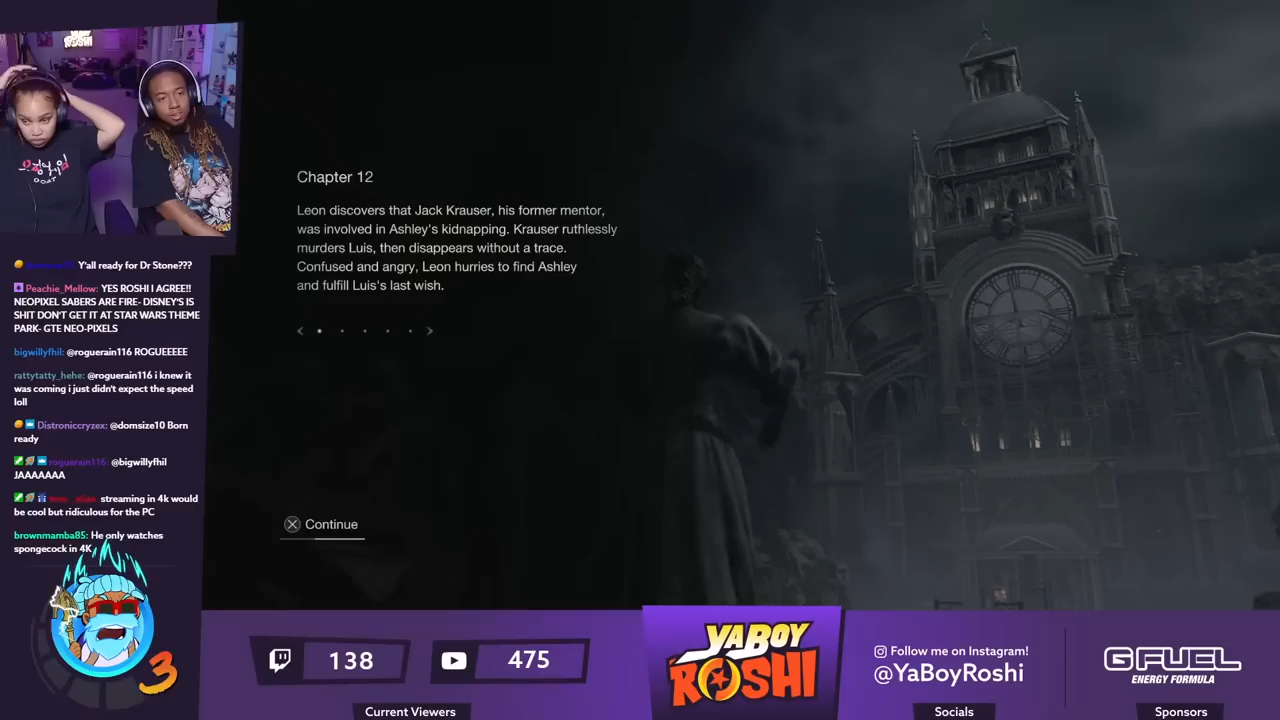 YABOY
ROSHI
Y'all ready for Dr Stone???
Peachie_Mellow: YES ROSHI I AGREE!!
NEOPIXEL SABERS ARE FIRE- DISNEY'S IS
SHIT DON'T GET IT AT STAR WARS THEME
PARK- GTE NEO-PIXELS
bigwillyfhil: @roguerain116 ROGUEEEEE
rattytatty_hehe: @roguerain116 i knew it
was coming i just didn't expect the speed
loll
Distroniccryzex: @domsize10 Born
ready
roguerain116: @bigwillyfhil
JAAAAAAA
streaming in 4k would
be cool but ridiculous for the PC
brownmamba85: He only watches
spongecock in 4K
3
Chapter 12
Leon discovers that Jack Krauser, his former mentor,
was involved in Ashley's kidnapping. Krauser ruthlessly
murders Luis, then disappears without a trace.
Confused and angry, Leon hurries to find Ashley
and fulfill Luis's last wish.
Continue
138
475
Current Viewers
YABOY
ROSHI
Follow me on Instagram!
@YaBoyRoshi
Socials
G FUEL
ENERGY FORMULA
Sponsors